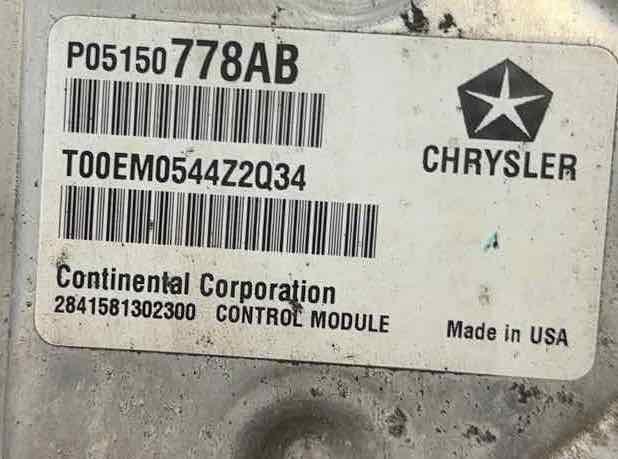 P05150778AB
CHRYSLER
T00EM0544Z2Q34
Continental Corporation
2841581302300 CONTROL MODULE
Made in USA